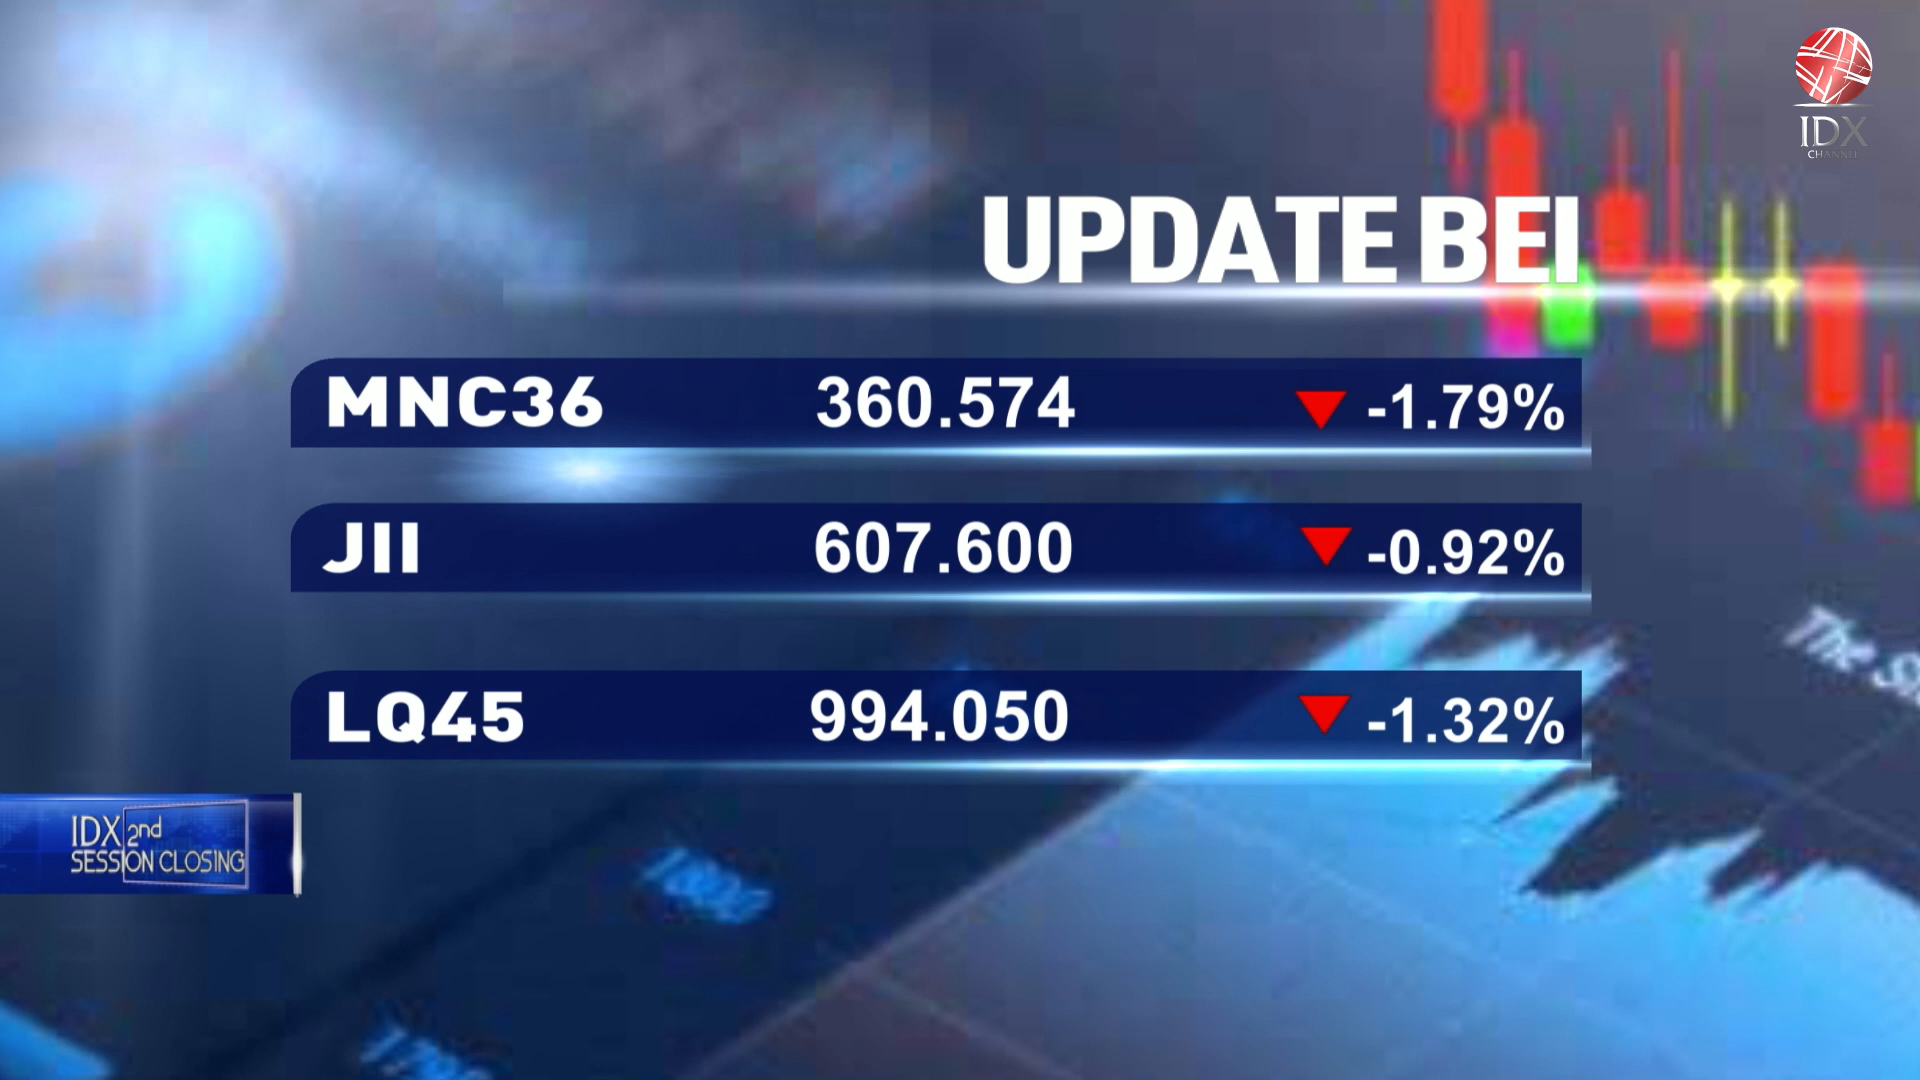 IDX
CHANNEL
UPDATE BEI
MNC36 360.574 -1.79%
JII 607.600 -0.92%
LQ45 994.050 -1.32%
The
IDX 2nd
SESSION CLOSING